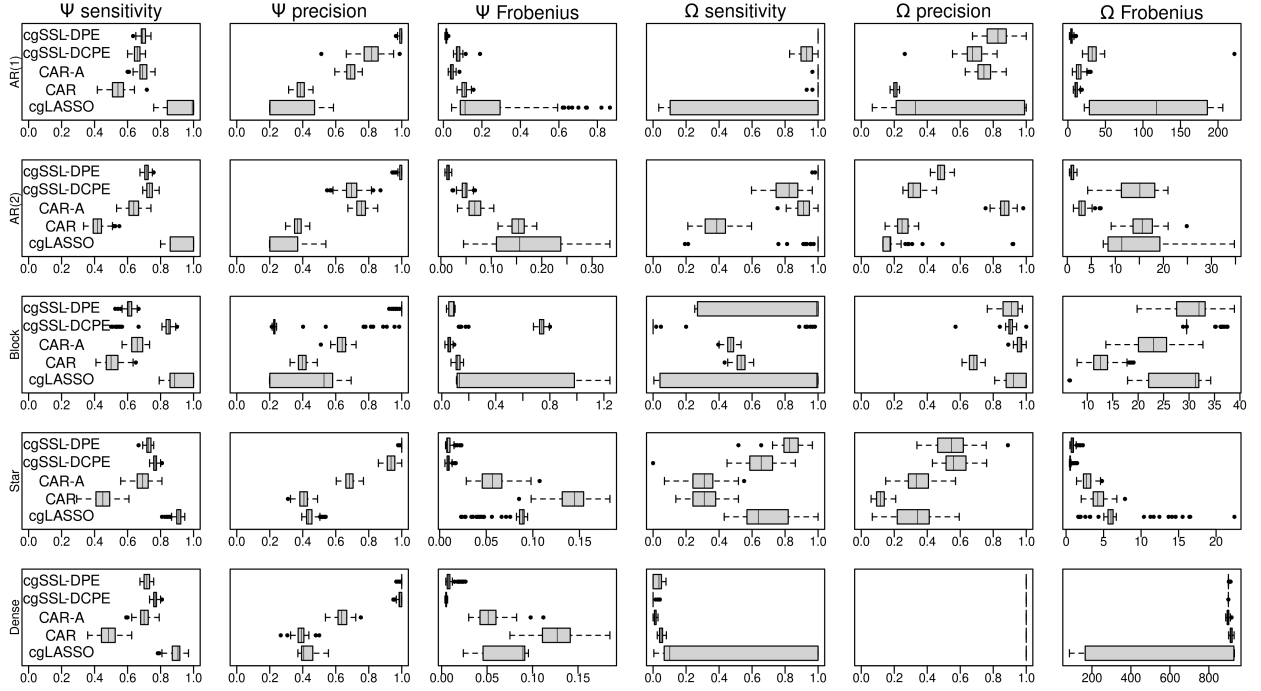 Ψ sensitivity Ψ precision Ψ Frobenius Ω sensitivity Ω precision Ω Frobenius
AR(1)
cgSSL-DPE
cgSSL-DCPE
CAR-A
CAR
cgLASSO
0.0 0.2 0.4 0.6 0.8 1.0 0.0 0.2 0.4 0.6 0.8 1.0 0.0 0.2 0.4 0.6 0.8 0.0 0.2 0.4 0.6 0.8 1.0 0.0 0.2 0.4 0.6 0.8 1.0 0 50 100 150 200
AR(2)
cgSSL-DPE
cgSSL-DCPE
CAR-A
CAR
cgLASSO
0.0 0.2 0.4 0.6 0.8 1.0 0.0 0.2 0.4 0.6 0.8 1.0 0.00 0.10 0.20 0.30 0.0 0.2 0.4 0.6 0.8 1.0 0.0 0.2 0.4 0.6 0.8 1.0 0 5 10 20 30
Block
cgSSL-DPE
cgSSL-DCPE
CAR-A
CAR
cgLASSO
0.0 0.2 0.4 0.6 0.8 1.0 0.0 0.2 0.4 0.6 0.8 1.0 0.0 0.4 0.8 1.2 0.0 0.2 0.4 0.6 0.8 1.0 0.0 0.2 0.4 0.6 0.8 1.0 10 15 20 25 30 35 40
Star
cgSSL-DPE
cgSSL-DCPE
CAR-A
CAR
cgLASSO
0.0 0.2 0.4 0.6 0.8 1.0 0.0 0.2 0.4 0.6 0.8 1.0 0.00 0.05 0.10 0.15 0.0 0.2 0.4 0.6 0.8 1.0 0.0 0.2 0.4 0.6 0.8 1.0 0 5 10 15 20
Dense
cgSSL-DPE
cgSSL-DCPE
CAR-A
CAR
cgLASSO
0.0 0.2 0.4 0.6 0.8 1.0 0.0 0.2 0.4 0.6 0.8 1.0 0.00 0.05 0.10 0.15 0.0 0.2 0.4 0.6 0.8 1.0 0.0 0.2 0.4 0.6 0.8 1.0 200 400 600 800